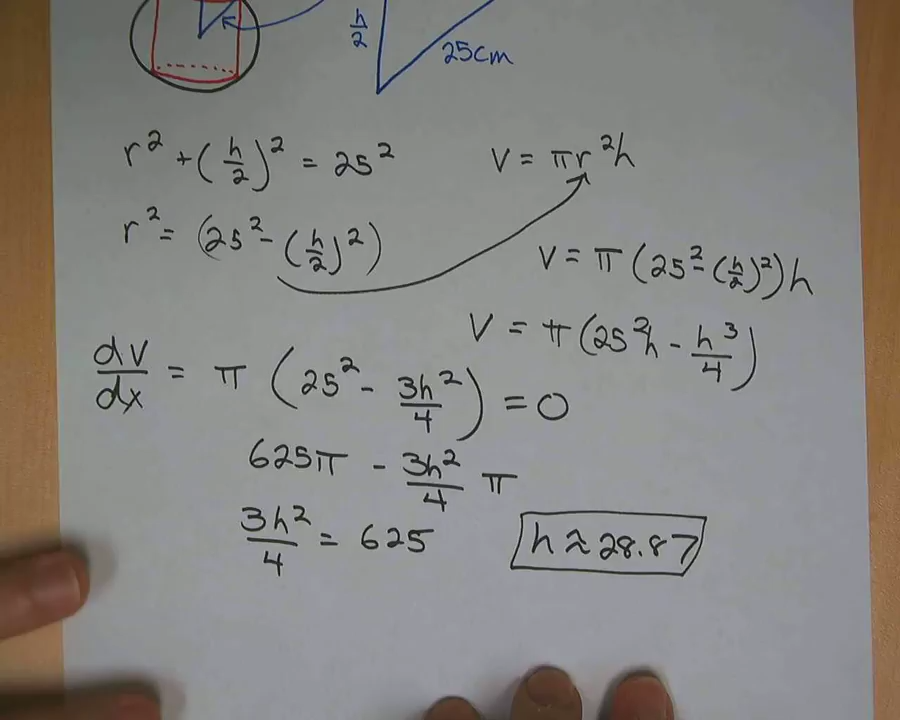 h/2
25cm
r² + (h/2)² = 25²
V = πr²h
r² = (25² - (h/2)²)
V = π(25² - (h/2)²)h
V = π(25²h - h³/4)
dV/dx = π(25² - 3h²/4) = 0
625π - 3h²/4 π
3h²/4 = 625
h ≈ 28.87